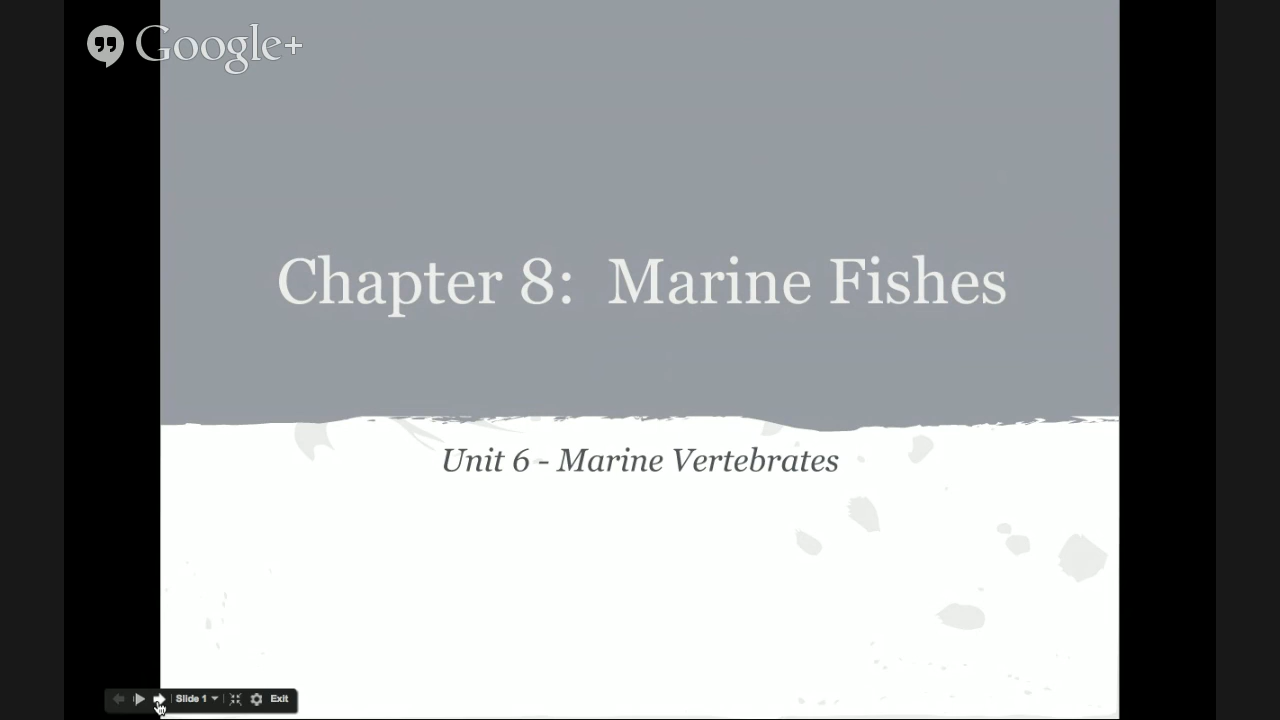 Google+
Chapter 8: Marine Fishes
Unit 6 - Marine Vertebrates
Slide 1 Exit